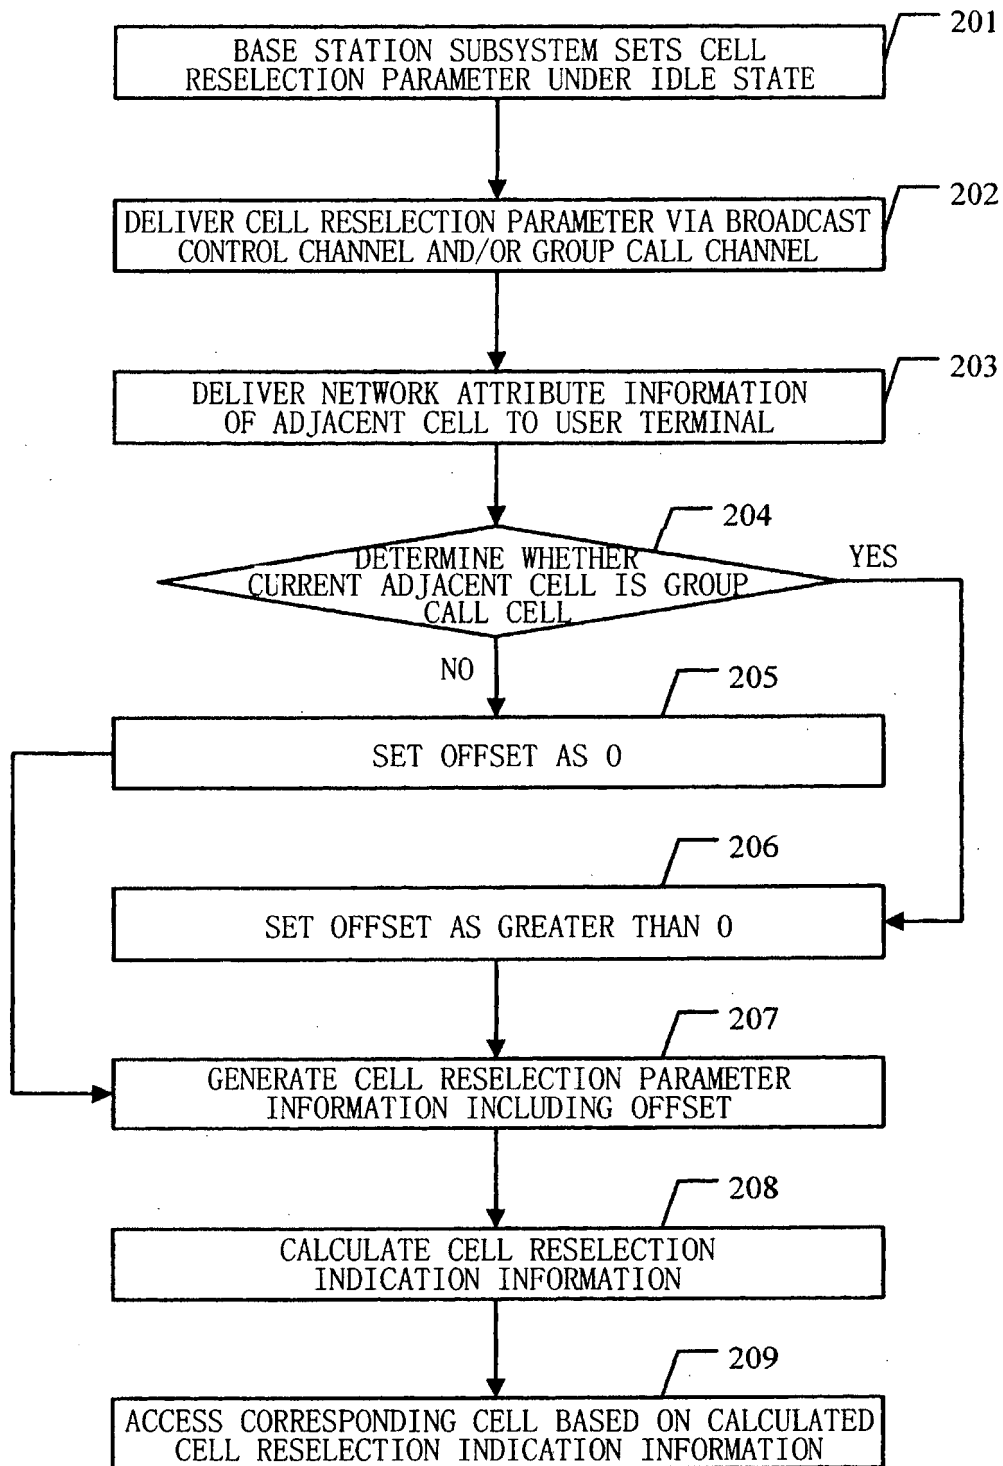 201
BASE STATION SUBSYSTEM SETS CELL
RESELECTION PARAMETER UNDER IDLE STATE
202
DELIVER CELL RESELECTION PARAMETER VIA BROADCAST
CONTROL CHANNEL AND/OR GROUP CALL CHANNEL
203
DELIVER NETWORK ATTRIBUTE INFORMATION
OF ADJACENT CELL TO USER TERMINAL
204
DETERMINE WHETHER
CURRENT ADJACENT CELL IS GROUP
CALL CELL
YES
NO
205
SET OFFSET AS 0
206
SET OFFSET AS GREATER THAN 0
207
GENERATE CELL RESELECTION PARAMETER
INFORMATION INCLUDING OFFSET
208
CALCULATE CELL RESELECTION
INDICATION INFORMATION
209
ACCESS CORRESPONDING CELL BASED ON CALCULATED
CELL RESELECTION INDICATION INFORMATION